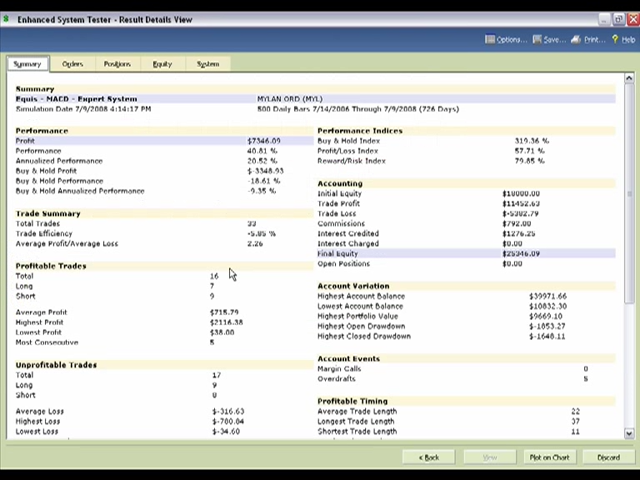 Enhanced System Tester - Result Details View
Options... Save... Print... ? Help
Summary Orders Positions Equity System
Summary
Equis - MACD - Expert System MYLAN ORD (MYL)
Simulation Date 7/9/2008 4:14:17 PM 500 Daily Bars 7/14/2006 Through 7/9/2008 (726 Days)
Performance
Profit $7346.09
Performance 40.81 %
Annualized Performance 20.52 %
Buy & Hold Profit $-3348.93
Buy & Hold Performance -18.61 %
Buy & Hold Annualized Performance -9.35 %
Trade Summary
Total Trades 33
Trade Efficiency -5.85 %
Average Profit/Average Loss 2.26
Profitable Trades
Total 16
Long 7
Short 9
Average Profit $715.79
Highest Profit $2116.38
Lowest Profit $38.00
Most Consecutive 5
Unprofitable Trades
Total 17
Long 9
Short 8
Average Loss $-316.63
Highest Loss $-780.84
Lowest Loss $-34.60
Performance Indices
Buy & Hold Index 319.36 %
Profit/Loss Index 57.71 %
Reward/Risk Index 79.85 %
Accounting
Initial Equity
Trade Profit $11452.63
Trade Loss $-5382.79
Commissions $792.00
Interest Credited $1276.25
Interest Charged $0.00
Final Equity
Open Positions $0.00
Account Variation
Highest Account Balance $39971.66
Lowest Account Balance $10832.30
Highest Portfolio Value $9669.10
Highest Open Drawdown $-1853.27
Highest Closed Drawdown $-1648.11
Account Events
Margin Calls 0
Overdrafts 5
Profitable Timing
Average Trade Length 22
Longest Trade Length 37
Shortest Trade Length 11
< Back View Plot on Chart Discard